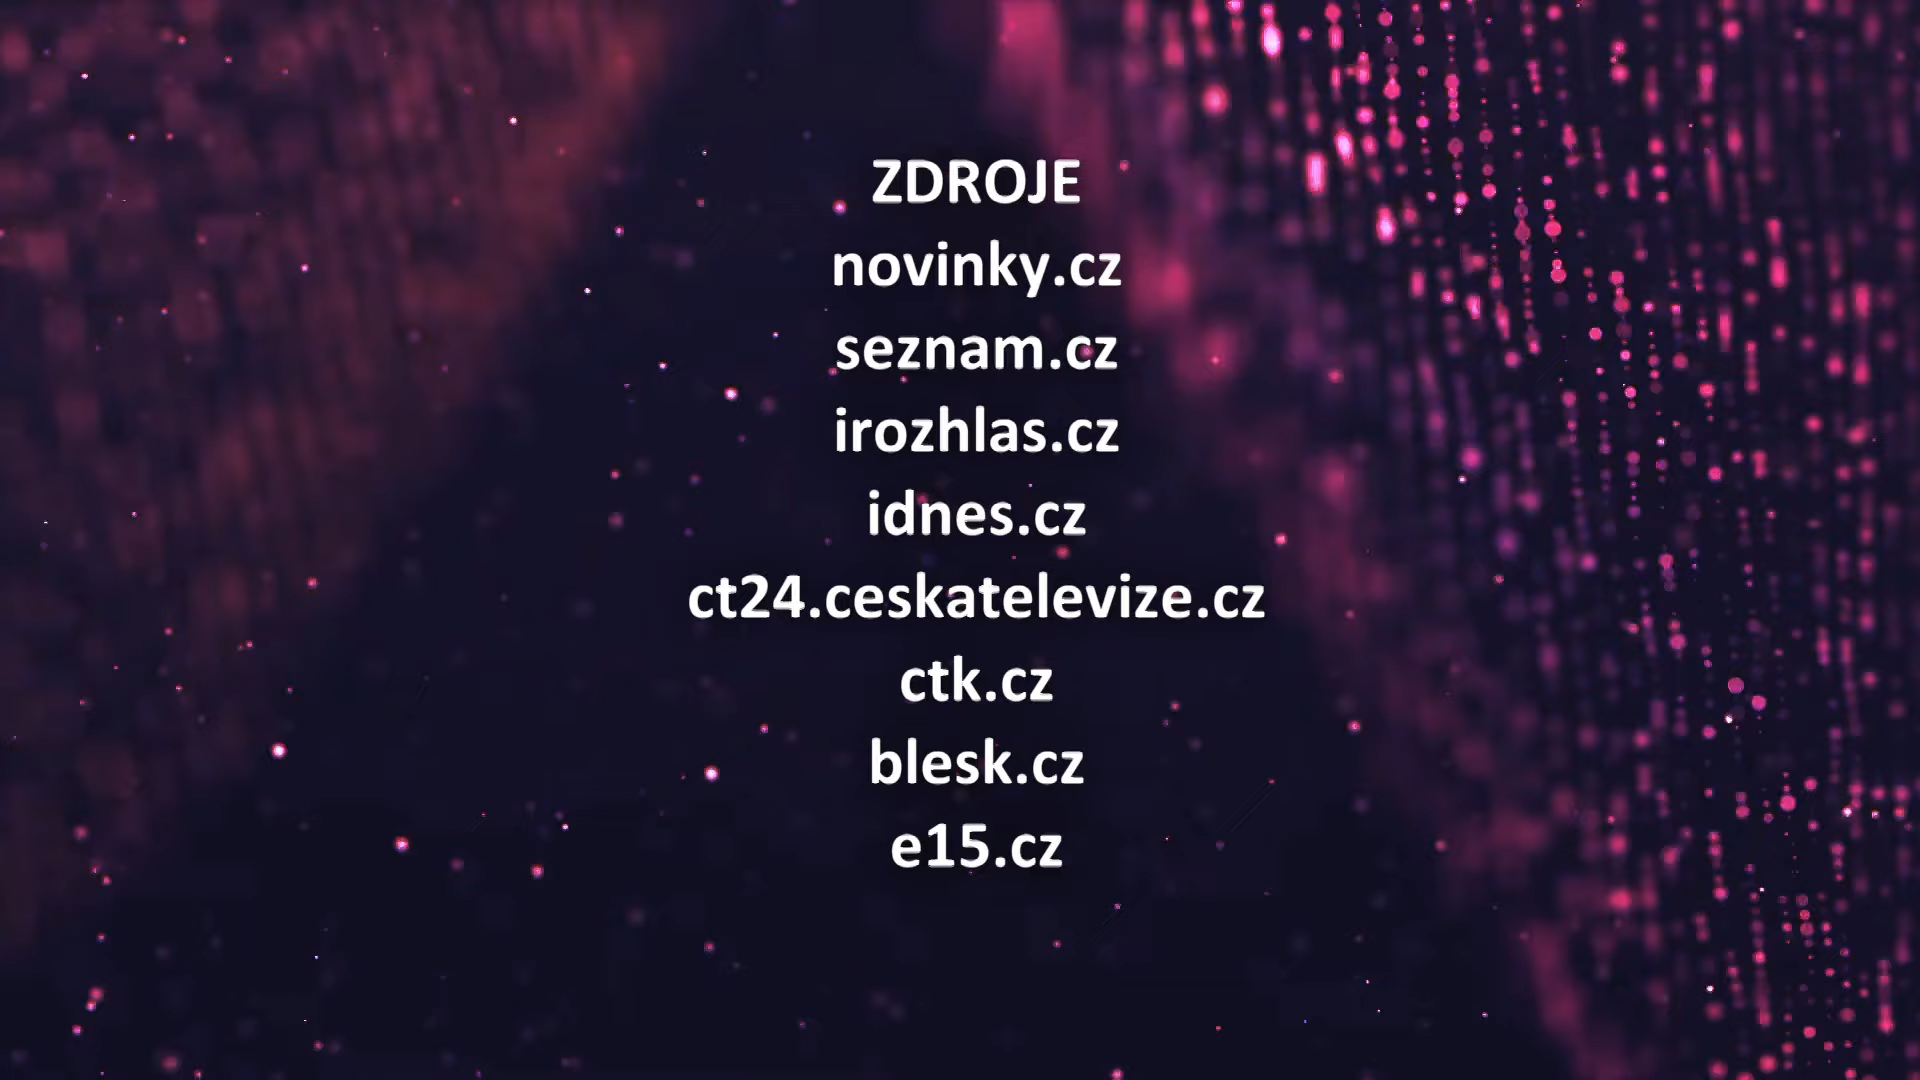 ZDROJE
novinky.cz
seznam.cz
irozhlas.cz
idnes.cz
ct24.ceskatelevize.cz
ctk.cz
blesk.cz
e15.cz